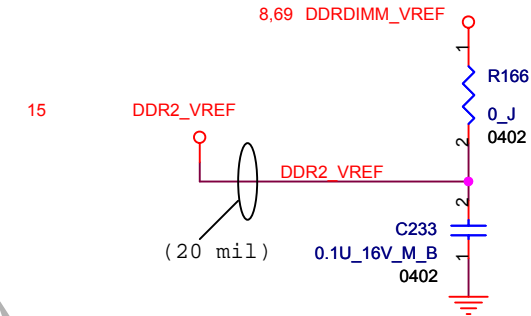 8,69 DDRDIMM_VREF
1
R166
15 DDR2_VREF
0_J
0402
2
DDR2_VREF
2
C233
(20 mil)
0.1U_16V_M_B
1
0402